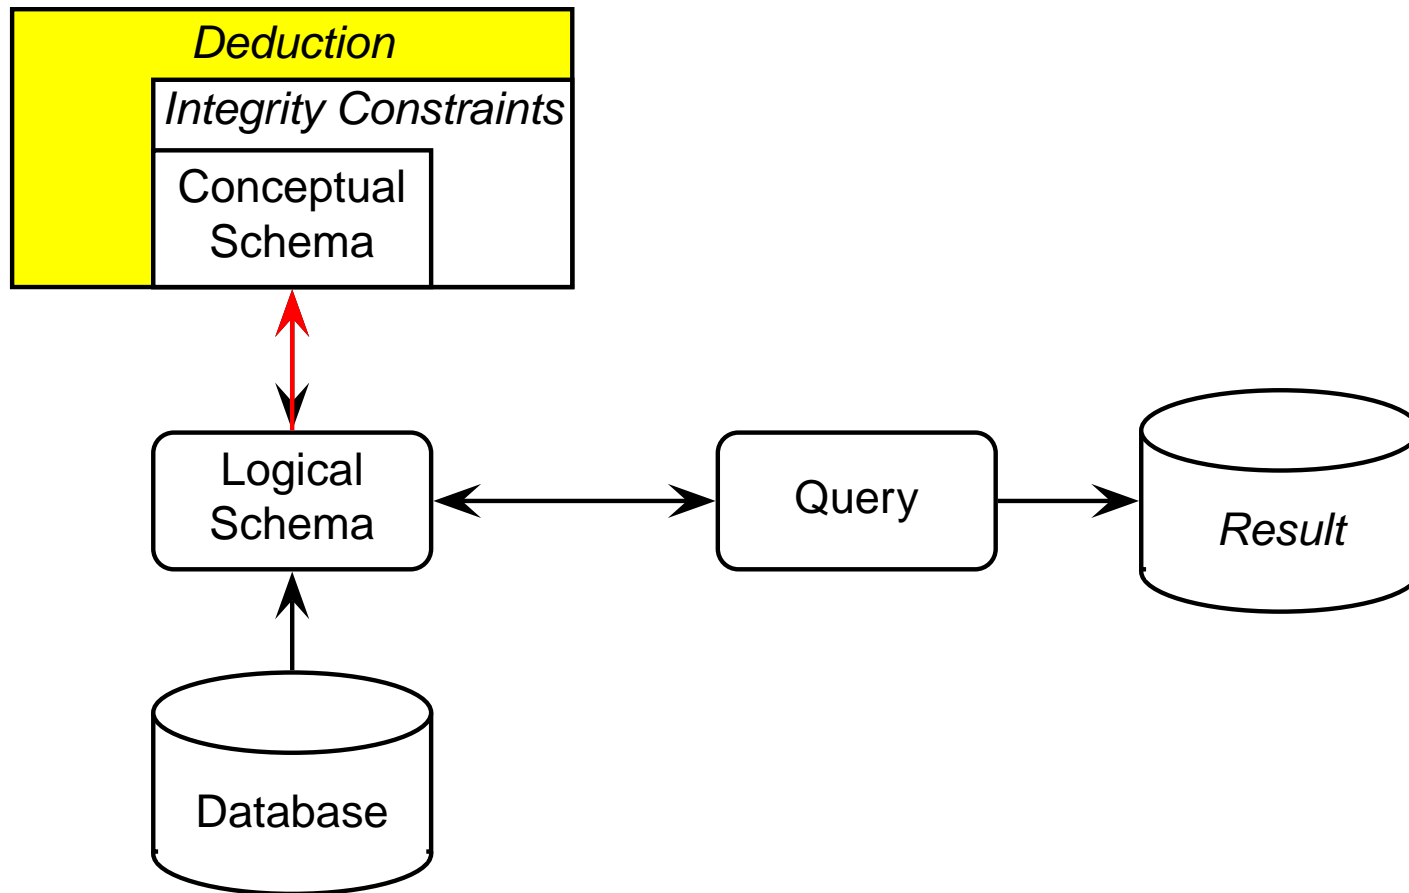 Deduction
Integrity Constraints
Conceptual
Schema
Logical
Schema
Query
Result
Database